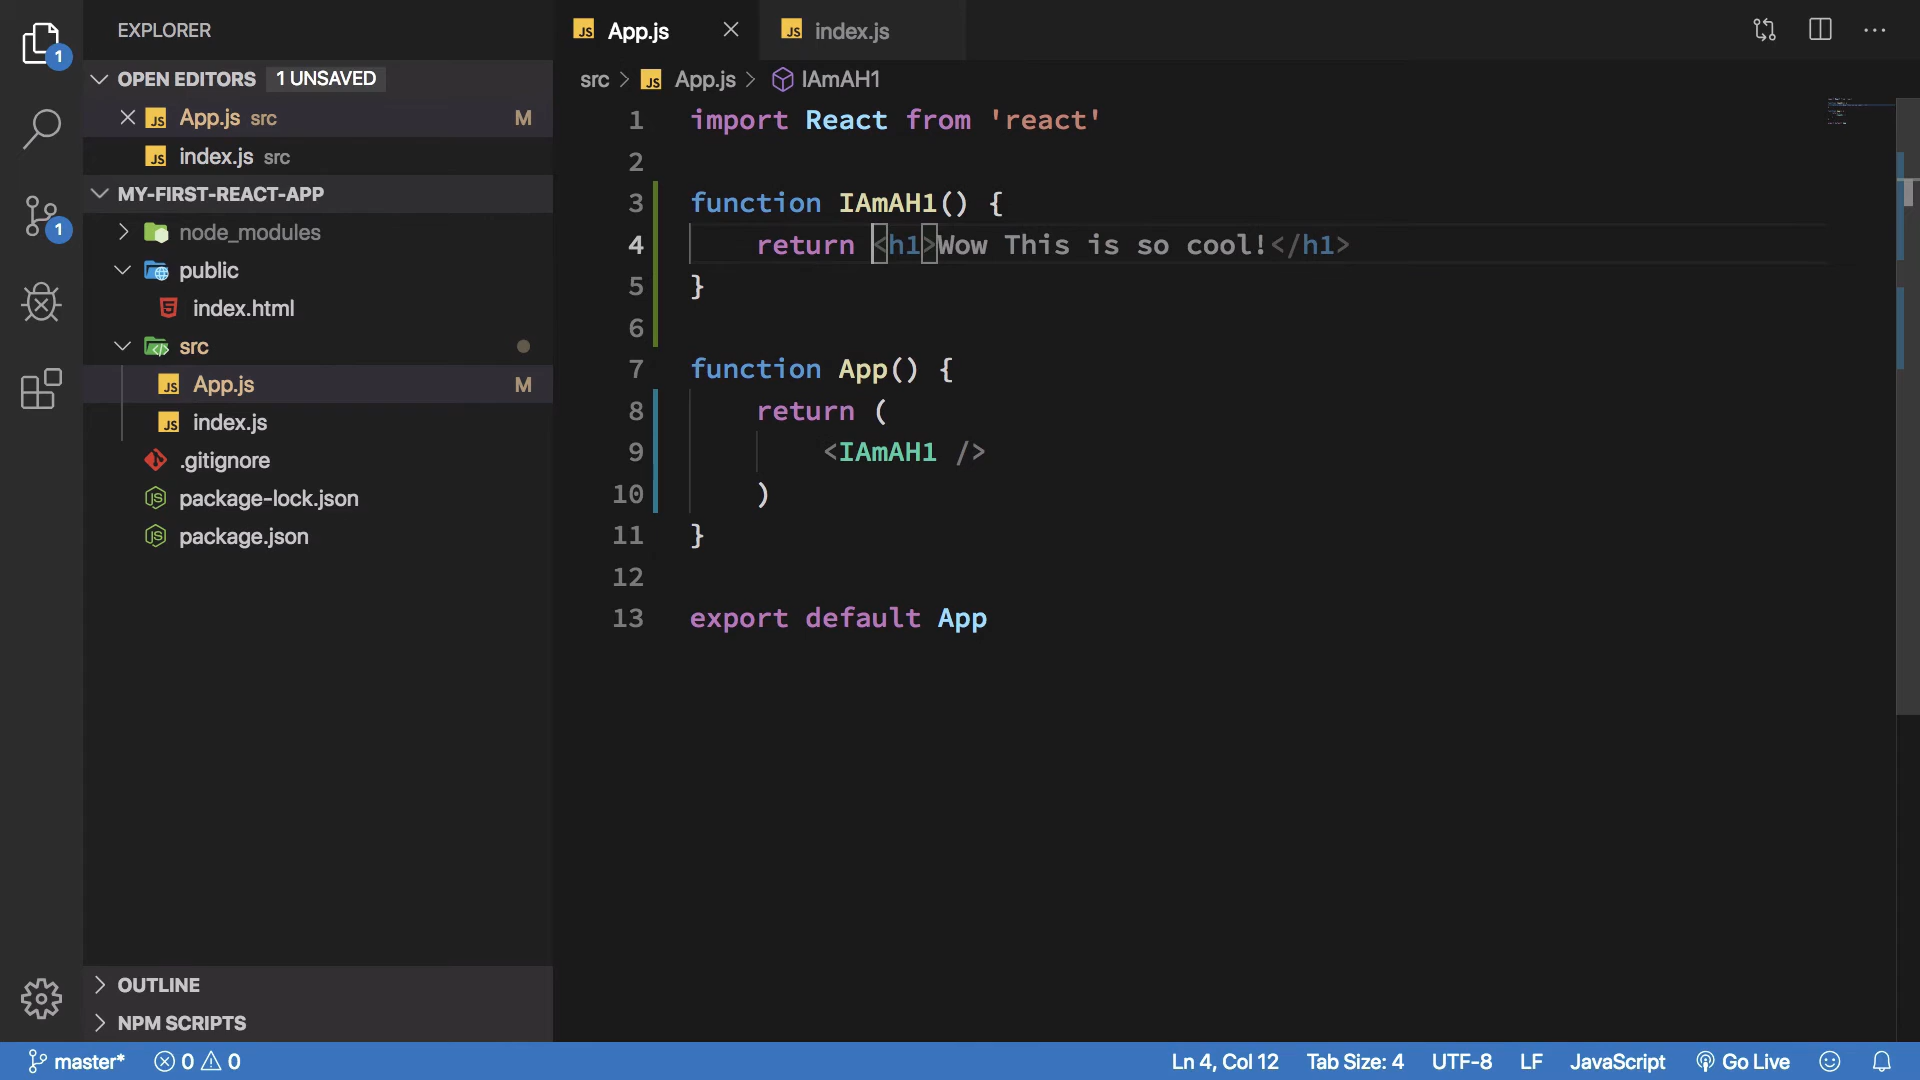 EXPLORER
OPEN EDITORS 1 UNSAVED
App.js src M
index.js src
MY-FIRST-REACT-APP
node_modules
public
index.html
src
App.js M
index.js
.gitignore
package-lock.json
package.json
OUTLINE
NPM SCRIPTS
1
1
App.js index.js
src > App.js > IAmAH1
1 import React from 'react'
2
3 function IAmAH1() {
4 return <h1>Wow This is so cool!</h1>
5 }
6
7 function App() {
8 return (
9 <IAmAH1 />
10 )
11 }
12
13 export default App
master* 0 0 Ln 4, Col 12 Tab Size: 4 UTF-8 LF JavaScript Go Live